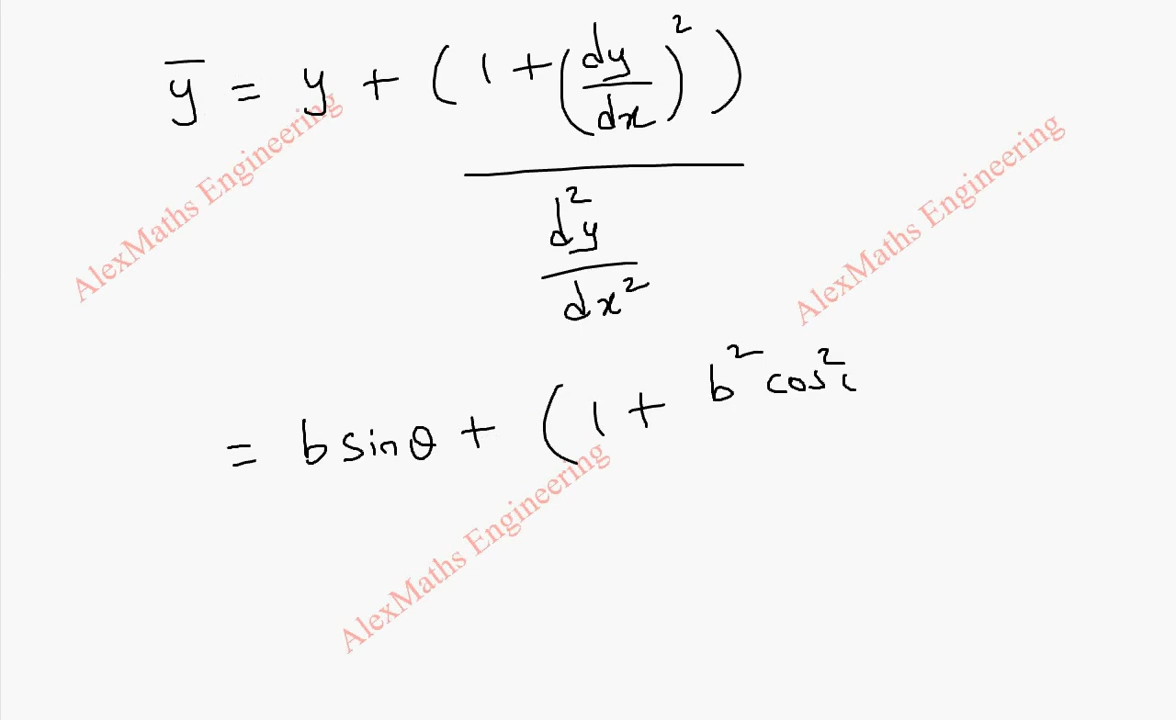 ȳ = y + (1 + (dy/dx)²)
d²y/dx²
= b sinθ + (1 + b² cos²
AlexMaths Engineering
AlexMaths Engineering
AlexMaths Engineering